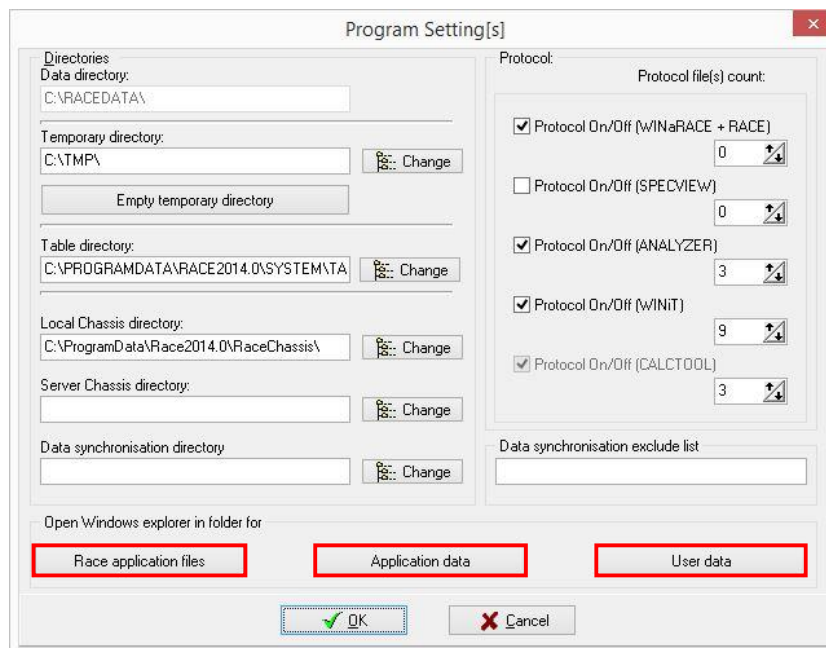 Program Setting[s]
Directories
Data directory:
C:\RACEDATA\
Temporary directory:
C:\TMP\
Change
Empty temporary directory
Table directory:
C:\PROGRAMDATA\RACE2014.0\SYSTEM\TA
Change
Local Chassis directory:
C:\ProgramData\Race2014.0\RaceChassis\
Change
Server Chassis directory:
Change
Data synchronisation directory
Change
Protocol:
Protocol file(s) count:
Protocol On/Off (WINaRACE + RACE)
0
Protocol On/Off (SPECVIEW)
0
Protocol On/Off (ANALYZER)
3
Protocol On/Off (WINiT)
9
Protocol On/Off (CALCTOOL)
3
Data synchronisation exclude list
Open Windows explorer in folder for
Race application files
Application data
User data
OK
Cancel